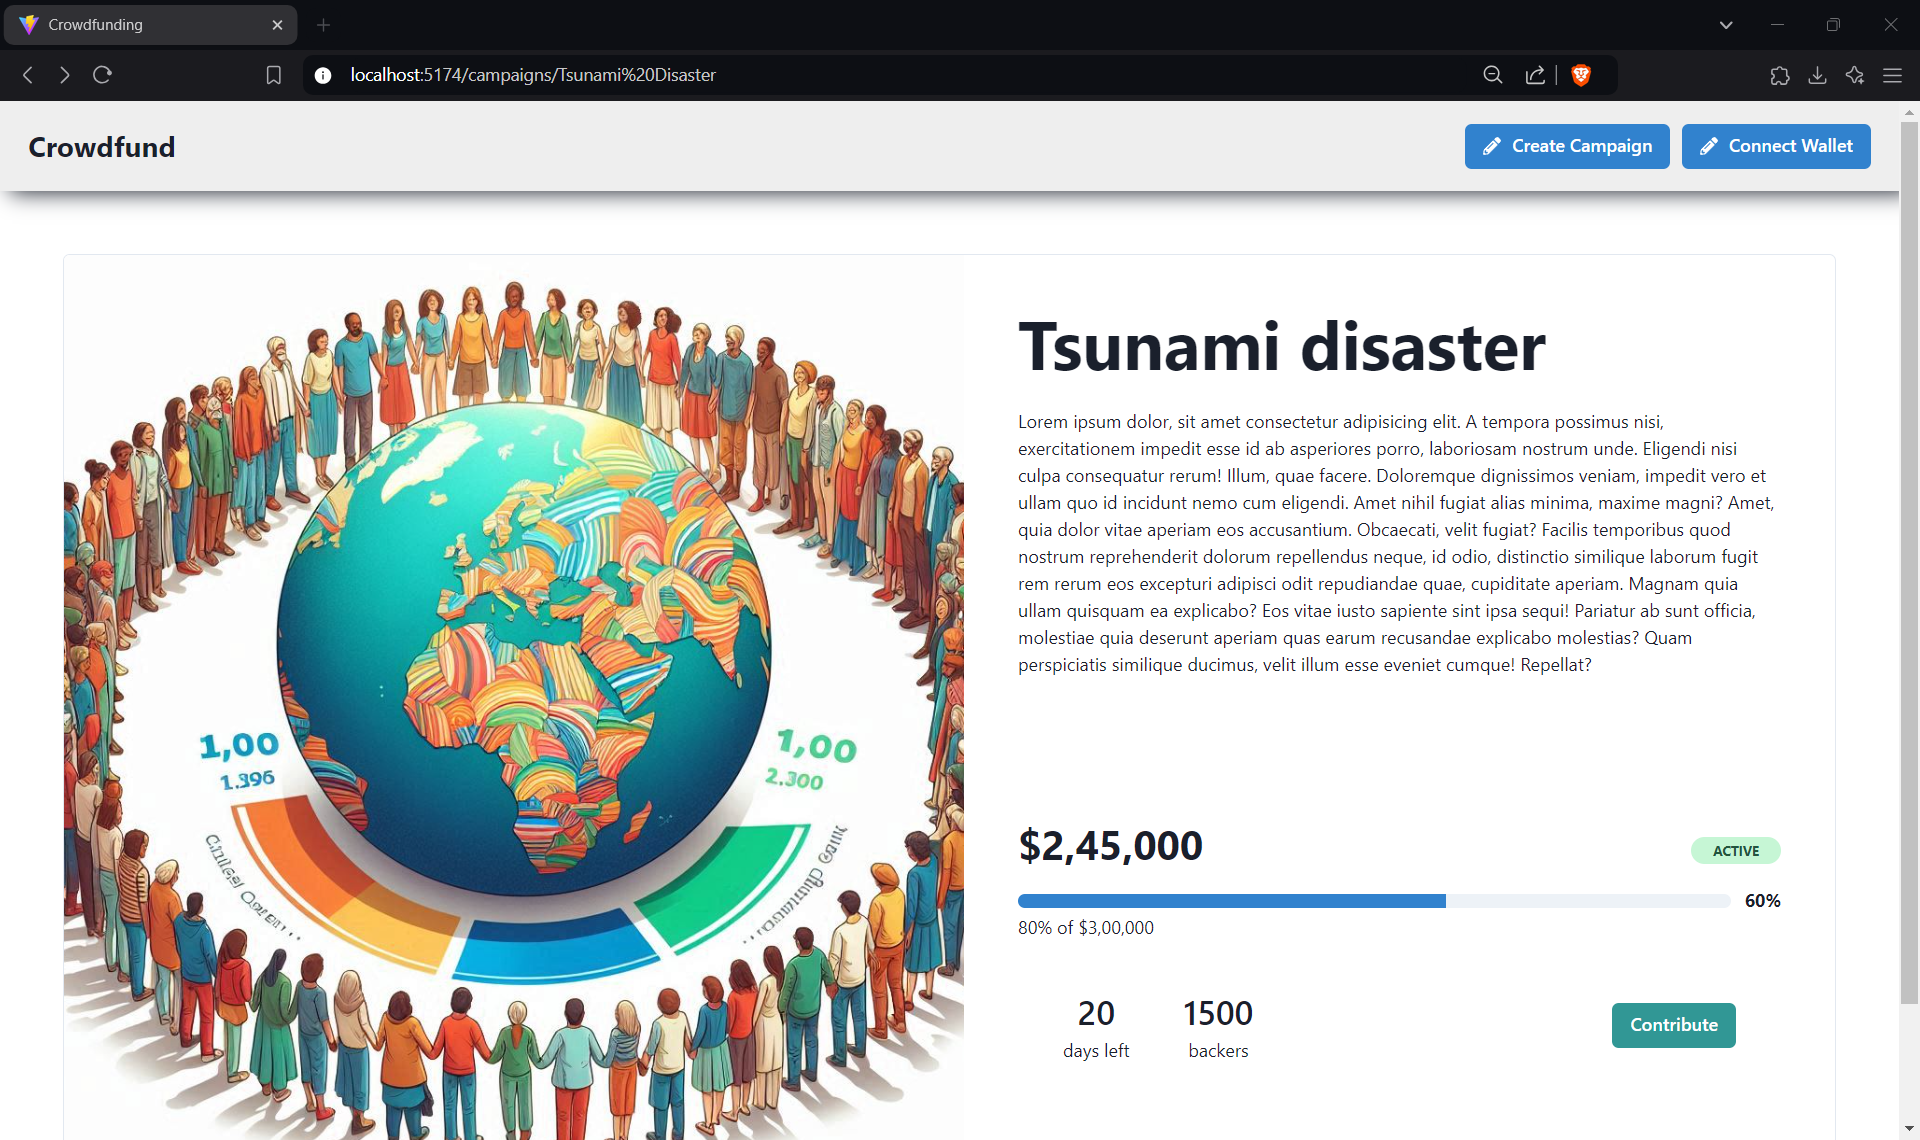 Crowdfunding
localhost:5174/campaigns/Tsunami%20Disaster
Crowdfund
Create Campaign
Connect Wallet
1,00
1.396
1,00
2.300
Tsunami disaster
Lorem ipsum dolor, sit amet consectetur adipisicing elit. A tempora possimus nisi,
exercitationem impedit esse id ab asperiores porro, laboriosam nostrum unde. Eligendi nisi
culpa consequatur rerum! Illum, quae facere. Doloremque dignissimos veniam, impedit vero et
ullam quo id incidunt nemo cum eligendi. Amet nihil fugiat alias minima, maxime magni? Amet,
quia dolor vitae aperiam eos accusantium. Obcaecati, velit fugiat? Facilis temporibus quod
nostrum reprehenderit dolorum repellendus neque, id odio, distinctio similique laborum fugit
rem rerum eos excepturi adipisci odit repudiandae quae, cupiditate aperiam. Magnam quia
ullam quisquam ea explicabo? Eos vitae iusto sapiente sint ipsa sequi! Pariatur ab sunt officia,
molestiae quia deserunt aperiam quas earum recusandae explicabo molestias? Quam
perspiciatis similique ducimus, velit illum esse eveniet cumque! Repellat?
$2,45,000
ACTIVE
60%
80% of $3,00,000
20
days left
1500
backers
Contribute